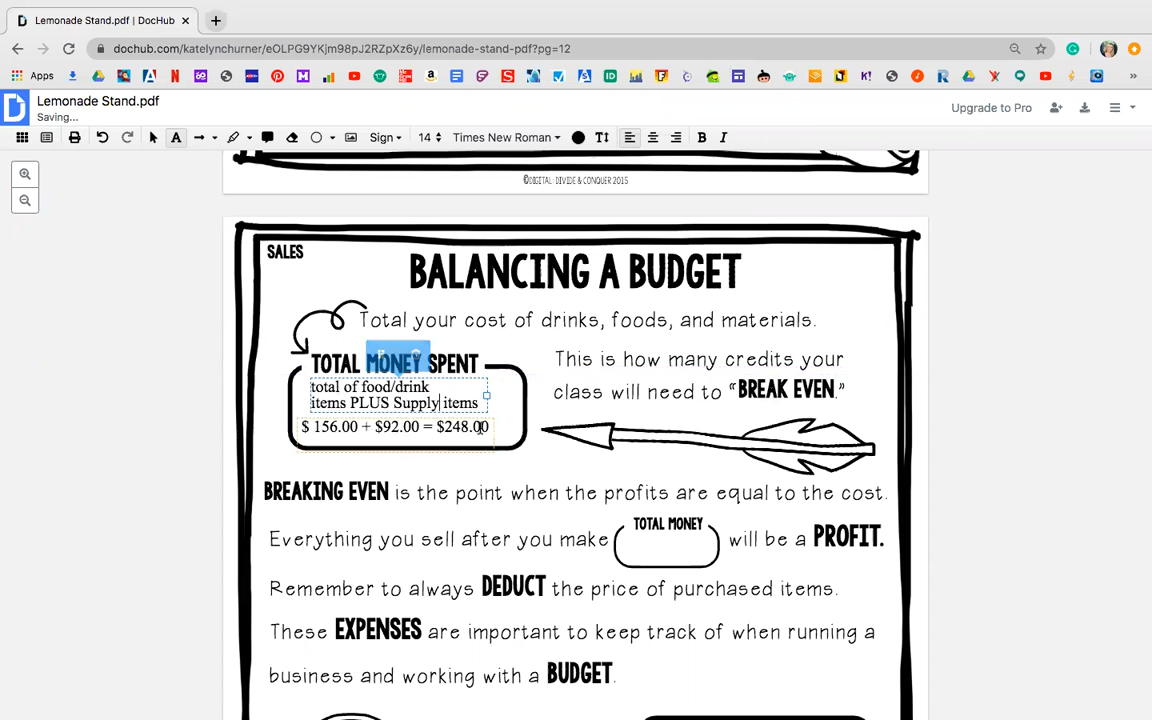 Lemonade Stand.pdf | DocHub
dochub.com/katelynchurner/eOLPG9YKjm98pJ2RZpXz6y/lemonade-stand-pdf?pg=12
Apps
Lemonade Stand.pdf
Saving...
Upgrade to Pro
Sign
14
Times New Roman
B
I
©DIGITAL: DIVIDE & CONQUER 2015
SALES
BALANCING A BUDGET
Total your cost of drinks, foods, and materials.
TOTAL MONEY SPENT
total of food/drink
items PLUS Supply items
$ 156.00 + $92.00 = $248.00
This is how many credits your
class will need to "BREAK EVEN."
BREAKING EVEN is the point when the profits are equal to the cost.
TOTAL MONEY
Everything you sell after you make will be a PROFIT.
Remember to always DEDUCT the price of purchased items.
These EXPENSES are important to keep track of when running a
business and working with a BUDGET.